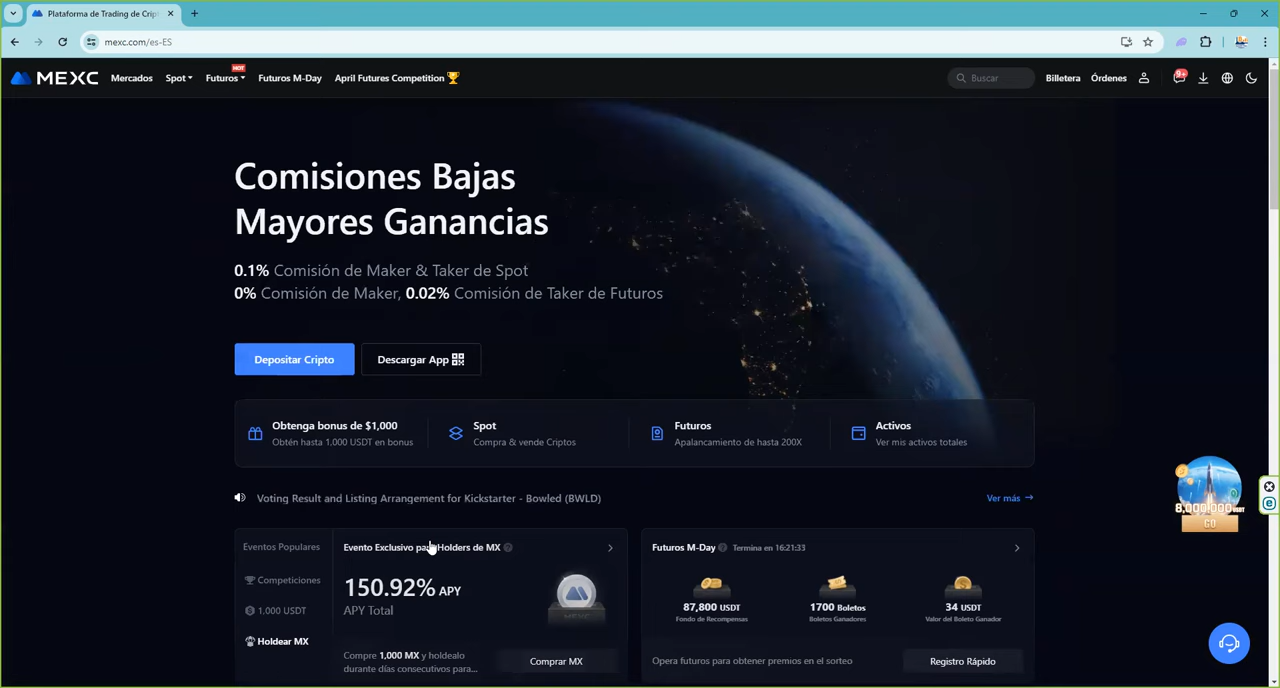 Plataforma de Trading de Crip
mexc.com/es-ES
MEXC
Mercados
Spot
Futuros
HOT
Futuros M-Day
April Futures Competition
Buscar
Billetera
Órdenes
9+
Comisiones Bajas
Mayores Ganancias
0.1% Comisión de Maker & Taker de Spot
0% Comisión de Maker, 0.02% Comisión de Taker de Futuros
Depositar Cripto
Descargar App
Obtenga bonus de $1,000
Obtén hasta 1,000 USDT en bonus
Spot
Compra & vende Criptos
Futuros
Apalancamiento de hasta 200X
Activos
Ver mis activos totales
Voting Result and Listing Arrangement for Kickstarter - Bowled (BWLD)
Ver más
8,000,000 USDT
GO
Eventos Populares
Competiciones
1,000 USDT
Holdear MX
Evento Exclusivo Holders de MX
150.92% APY
APY Total
MEXC
Compre 1,000 MX y holdealo
durante días consecutivos para...
Comprar MX
Futuros M-Day
Termina en 16:21:33
87,800 USDT
Fondo de Recompensas
1700 Boletos
Boletos Ganadores
34 USDT
Valor del Boleto Ganador
Opera futuros para obtener premios en el sorteo
Registro Rápido